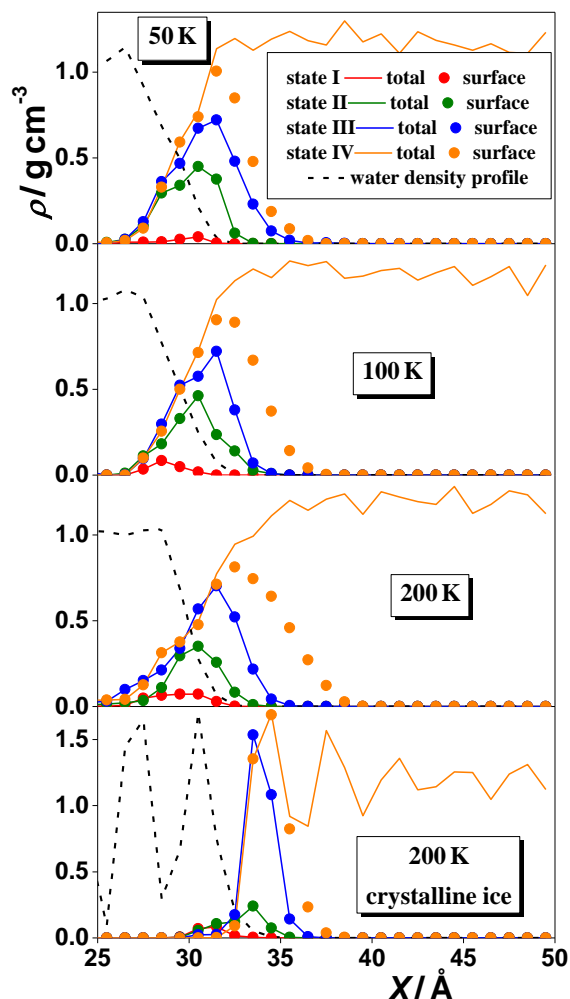 50 K
state I total surface
state II total surface
state III total surface
state IV total surface
water density profile
ρ / g cm⁻³
1.0
0.5
0.0
100 K
1.0
0.5
0.0
200 K
1.0
0.5
0.0
200 K
crystalline ice
1.5
1.0
0.5
0.0
25 30 35 40 45 50
X / Å